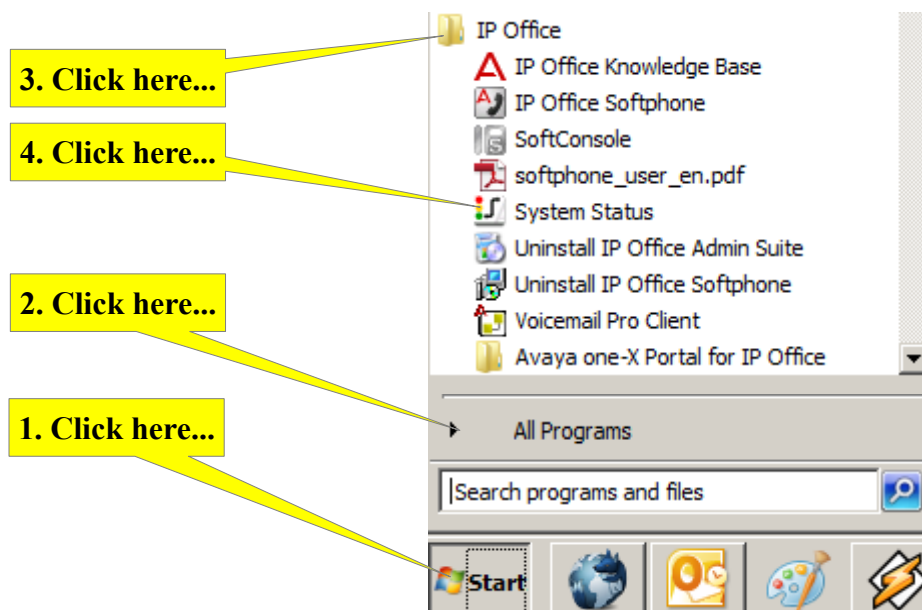 IP Office
3. Click here...
IP Office Knowledge Base
IP Office Softphone
4. Click here...
SoftConsole
softphone_user_en.pdf
System Status
Uninstall IP Office Admin Suite
2. Click here...
Uninstall IP Office Softphone
Voicemail Pro Client
Avaya one-X Portal for IP Office
1. Click here...
All Programs
Search programs and files
Start